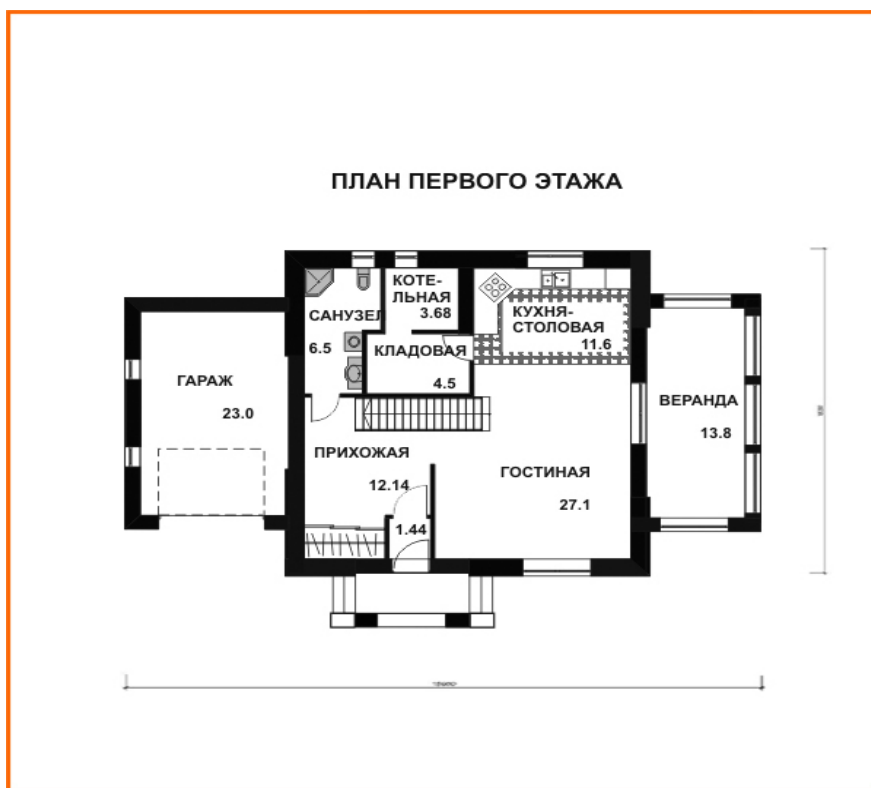 ПЛАН ПЕРВОГО ЭТАЖА
КОТЕ-
ЛЬНАЯ
3.68
САНУЗЕЛ
6.5
КУХНЯ-
СТОЛОВАЯ
11.6
КЛАДОВАЯ
4.5
ГАРАЖ
23.0
ВЕРАНДА
13.8
ПРИХОЖАЯ
12.14
ГОСТИНАЯ
27.1
1.44